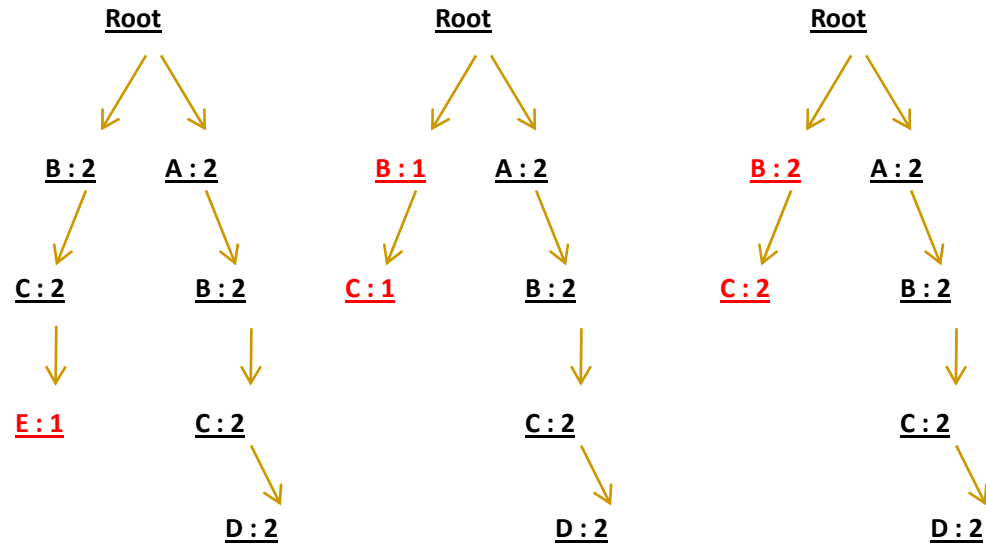 Root Root Root
B : 2 A : 2 B : 1 A : 2 B : 2 A : 2
C : 2 B : 2 C : 1 B : 2 C : 2 B : 2
E : 1 C : 2 C : 2 C : 2
D : 2 D : 2 D : 2